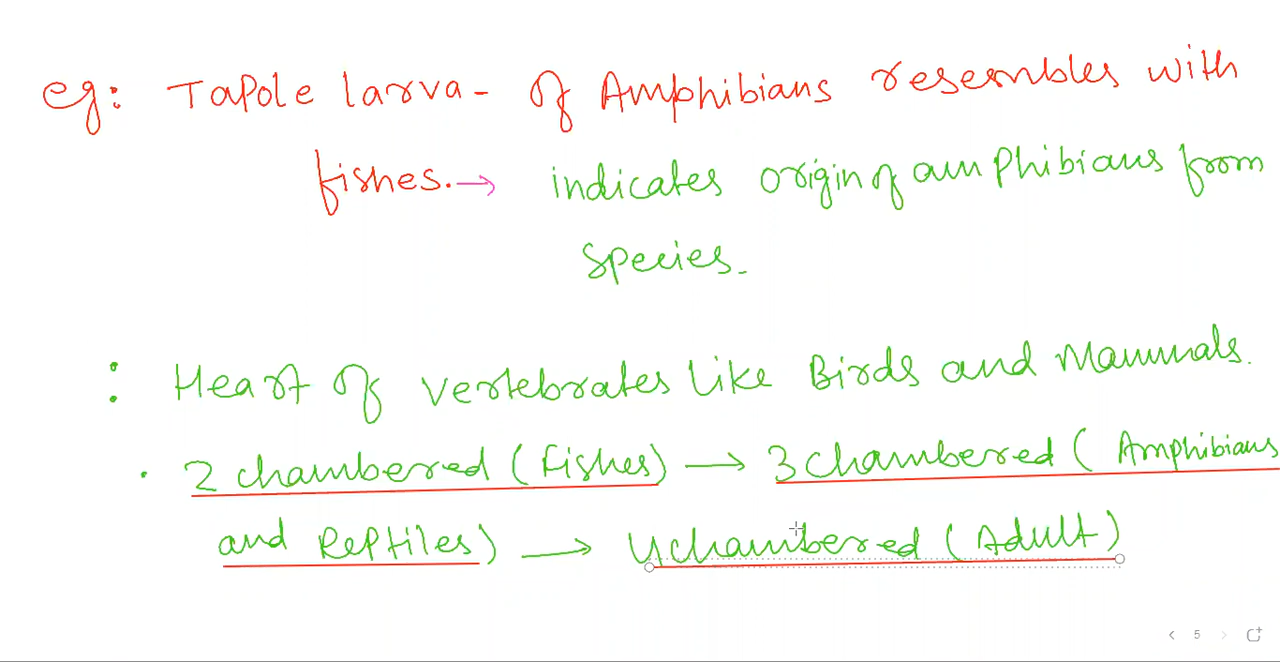 eg: Tapole larva - of Amphibians resembles with
fishes. → indicates origin of amphibians from
species.
: Heart of vertebrates like Birds and Mammals.
. 2 chambered (Fishes) → 3 chambered (Amphibians
and Reptiles) → 4 chambered (Adult)
< 5 >